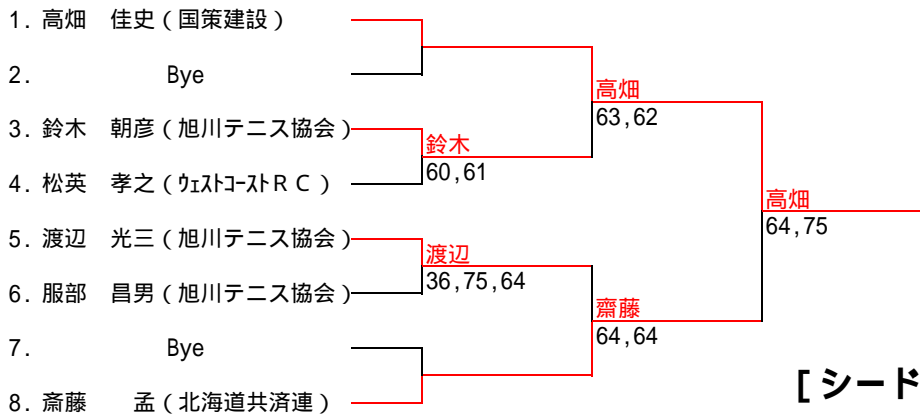 1. 高畑　佳史(国策建設)
2. Bye
3. 鈴木　朝彦(旭川テニス協会)
4. 松英　孝之(ｳｪｽﾄｺｰｽﾄＲＣ)
5. 渡辺　光三(旭川テニス協会)
6. 服部　昌男(旭川テニス協会)
7. Bye
8. 斎藤　孟(北海道共済連)
鈴木
60,61
渡辺
36,75,64
高畑
63,62
齋藤
64,64
高畑
64,75
[シード